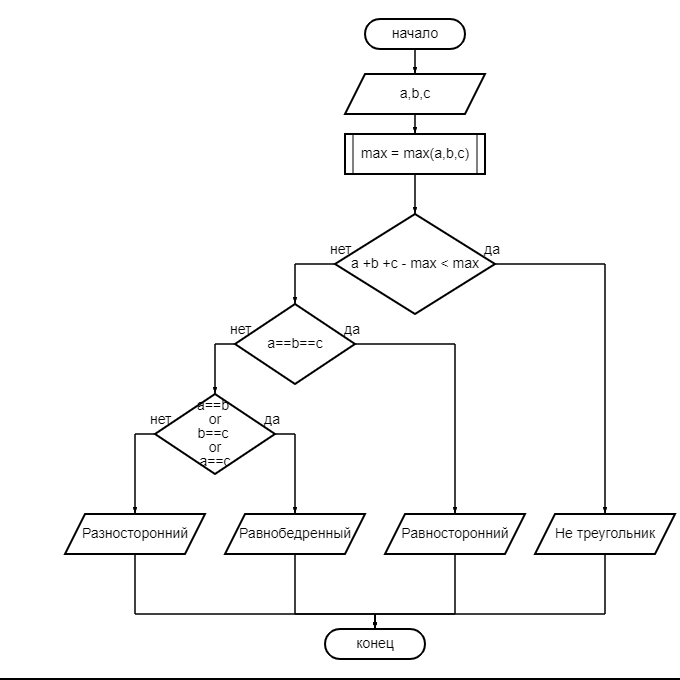 начало
a,b,c
max = max(a,b,c)
нет
да
a +b +c - max < max
нет
да
a==b==c
нет
да
a==b
or
b==c
or
a==c
Разносторонний
Равнобедренный
Равносторонний
Не треугольник
конец